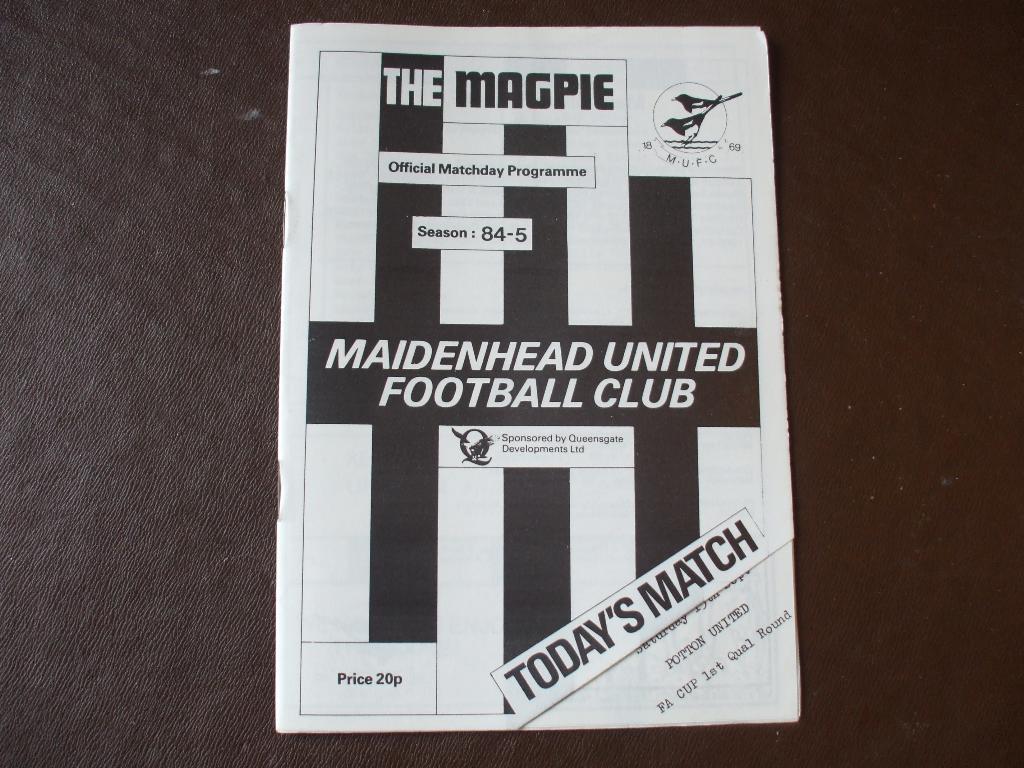 THE MAGPIE
18 69
M·U·F·C
Official Matchday Programme
Season: 84-5
MAIDENHEAD UNITED
FOOTBALL CLUB
Sponsored by Queensgate
Developments Ltd
TODAY'S MATCH
Saturday
POTTON UNITED
FA CUP 1st Qual Round
Price 20p